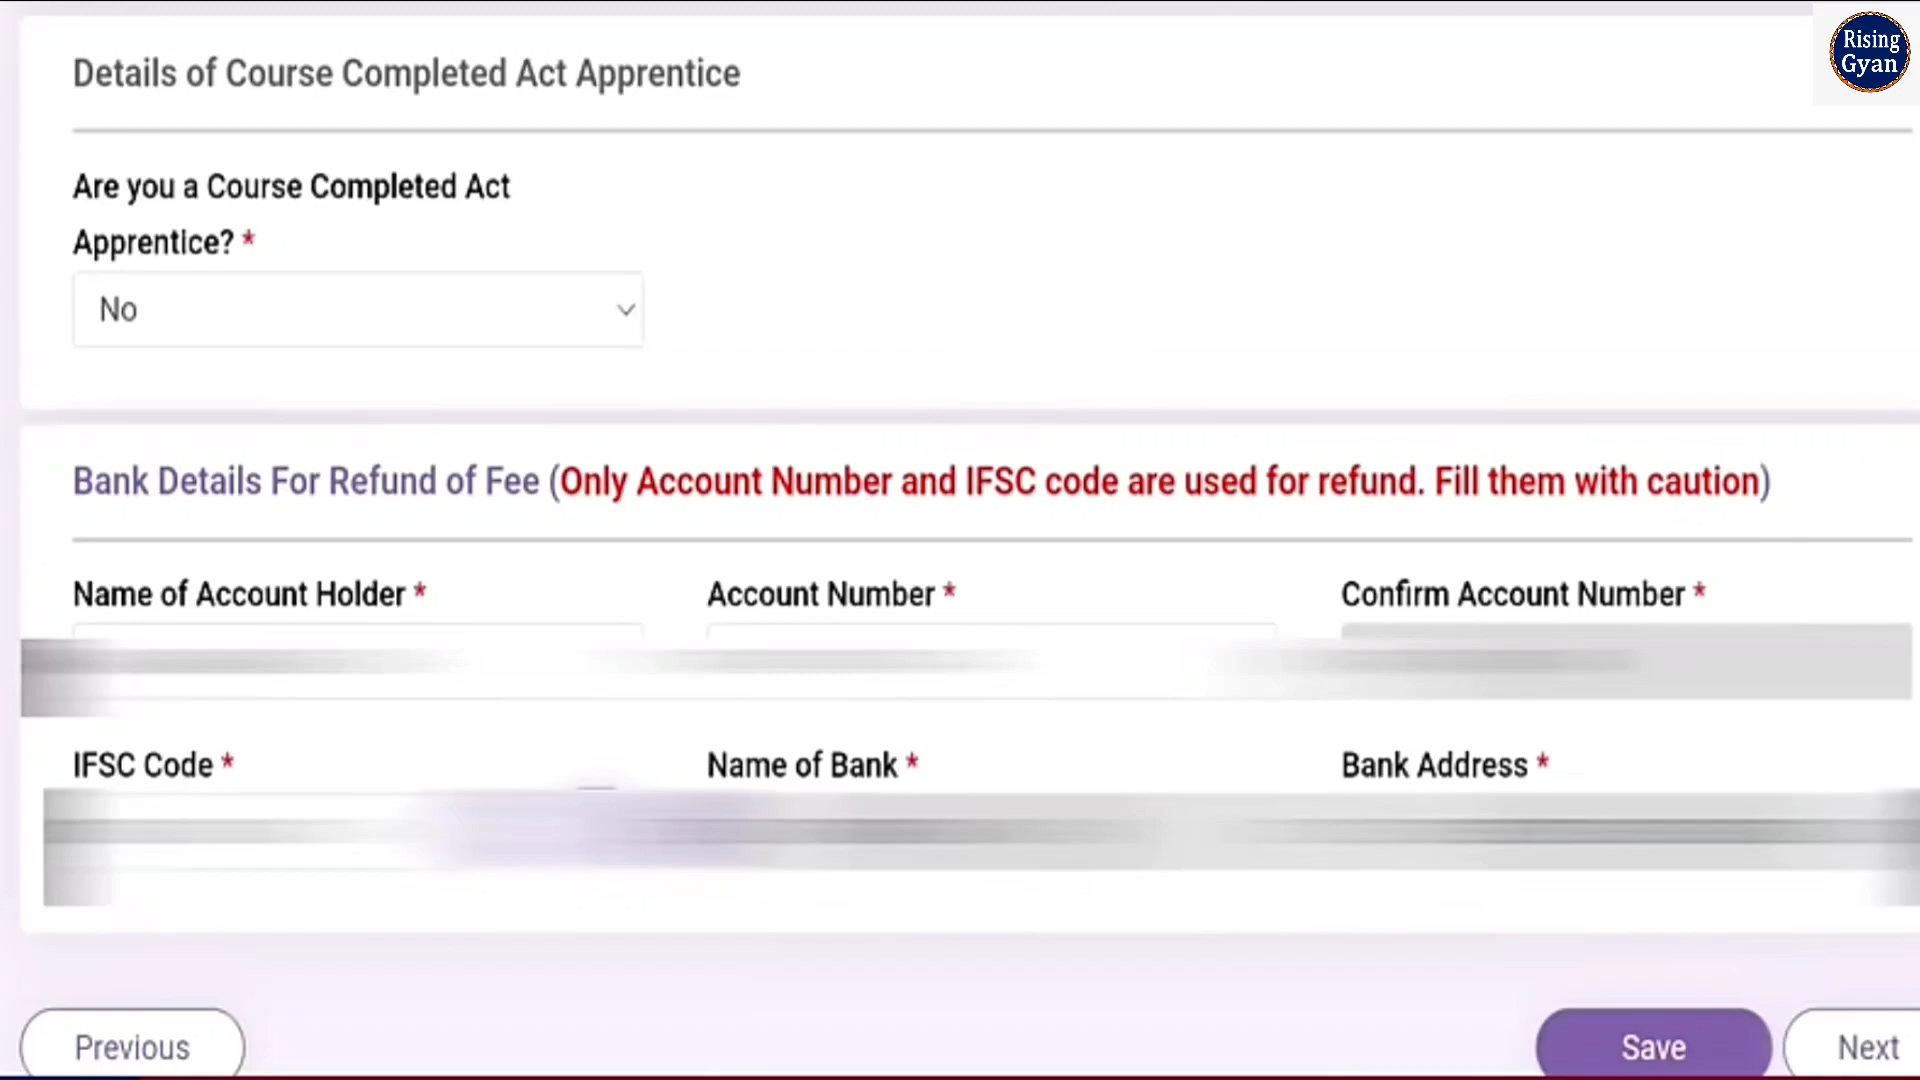 Rising
Gyan
Details of Course Completed Act Apprentice
Are you a Course Completed Act
Apprentice? *
No
Bank Details For Refund of Fee (Only Account Number and IFSC code are used for refund. Fill them with caution)
Name of Account Holder * Account Number * Confirm Account Number *
IFSC Code * Name of Bank * Bank Address *
Previous Save Next